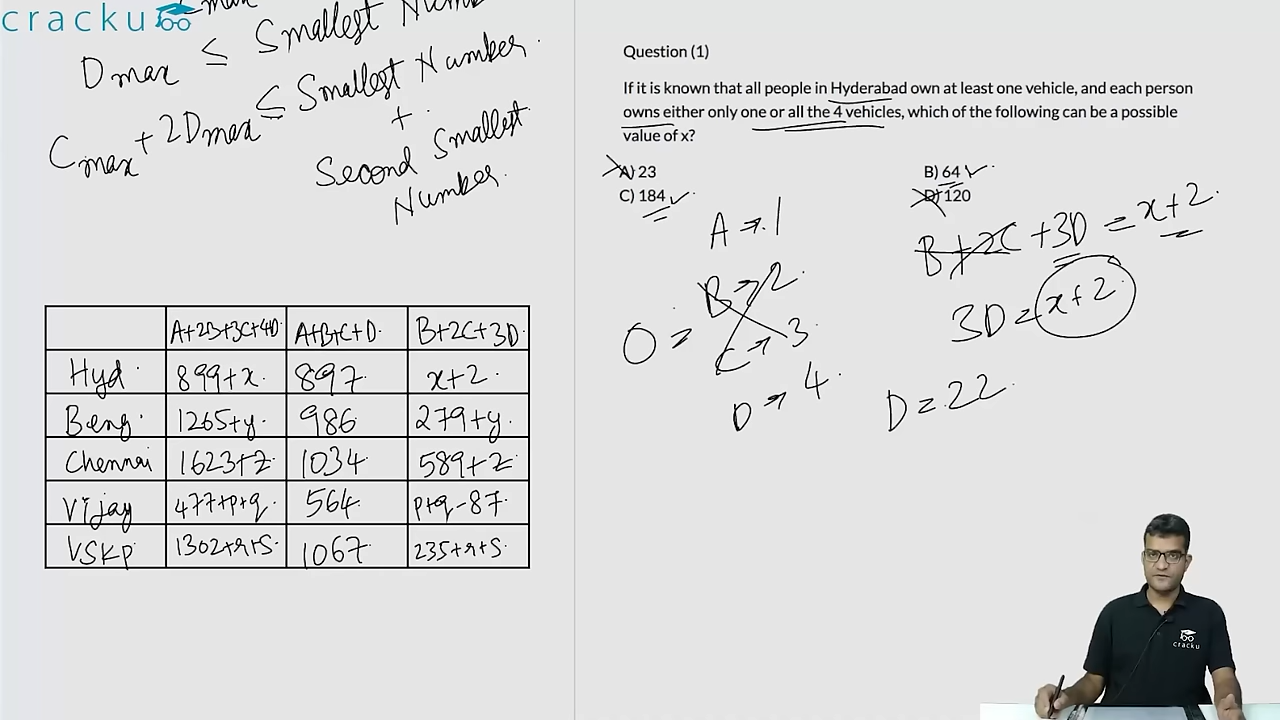 cracku
max
Dmax ≤ Smallest
Cmax + 2Dmax ≤ Smallest Number
+
Second Smallest
Number.
A+2B+3C+4D A+B+C+D B+2C+3D
Hyd 899+x. 897 x+2.
Beng. 1265+y. 986 279+y.
Chennai 1623+z 1034 589+z
Vijay 477+p+q. 564. p+q-87.
VSKP 1302+r+s. 1067 235+r+s.
Question (1)
If it is known that all people in Hyderabad own at least one vehicle, and each person
owns either only one or all the 4 vehicles, which of the following can be a possible
value of x?
A) 23 B) 64
C) 184 D) 120
A → 1
B → 2.
O = C → 3
D → 4.
B+2C+3D = x+2.
3D = x+2.
D = 22.
cracku